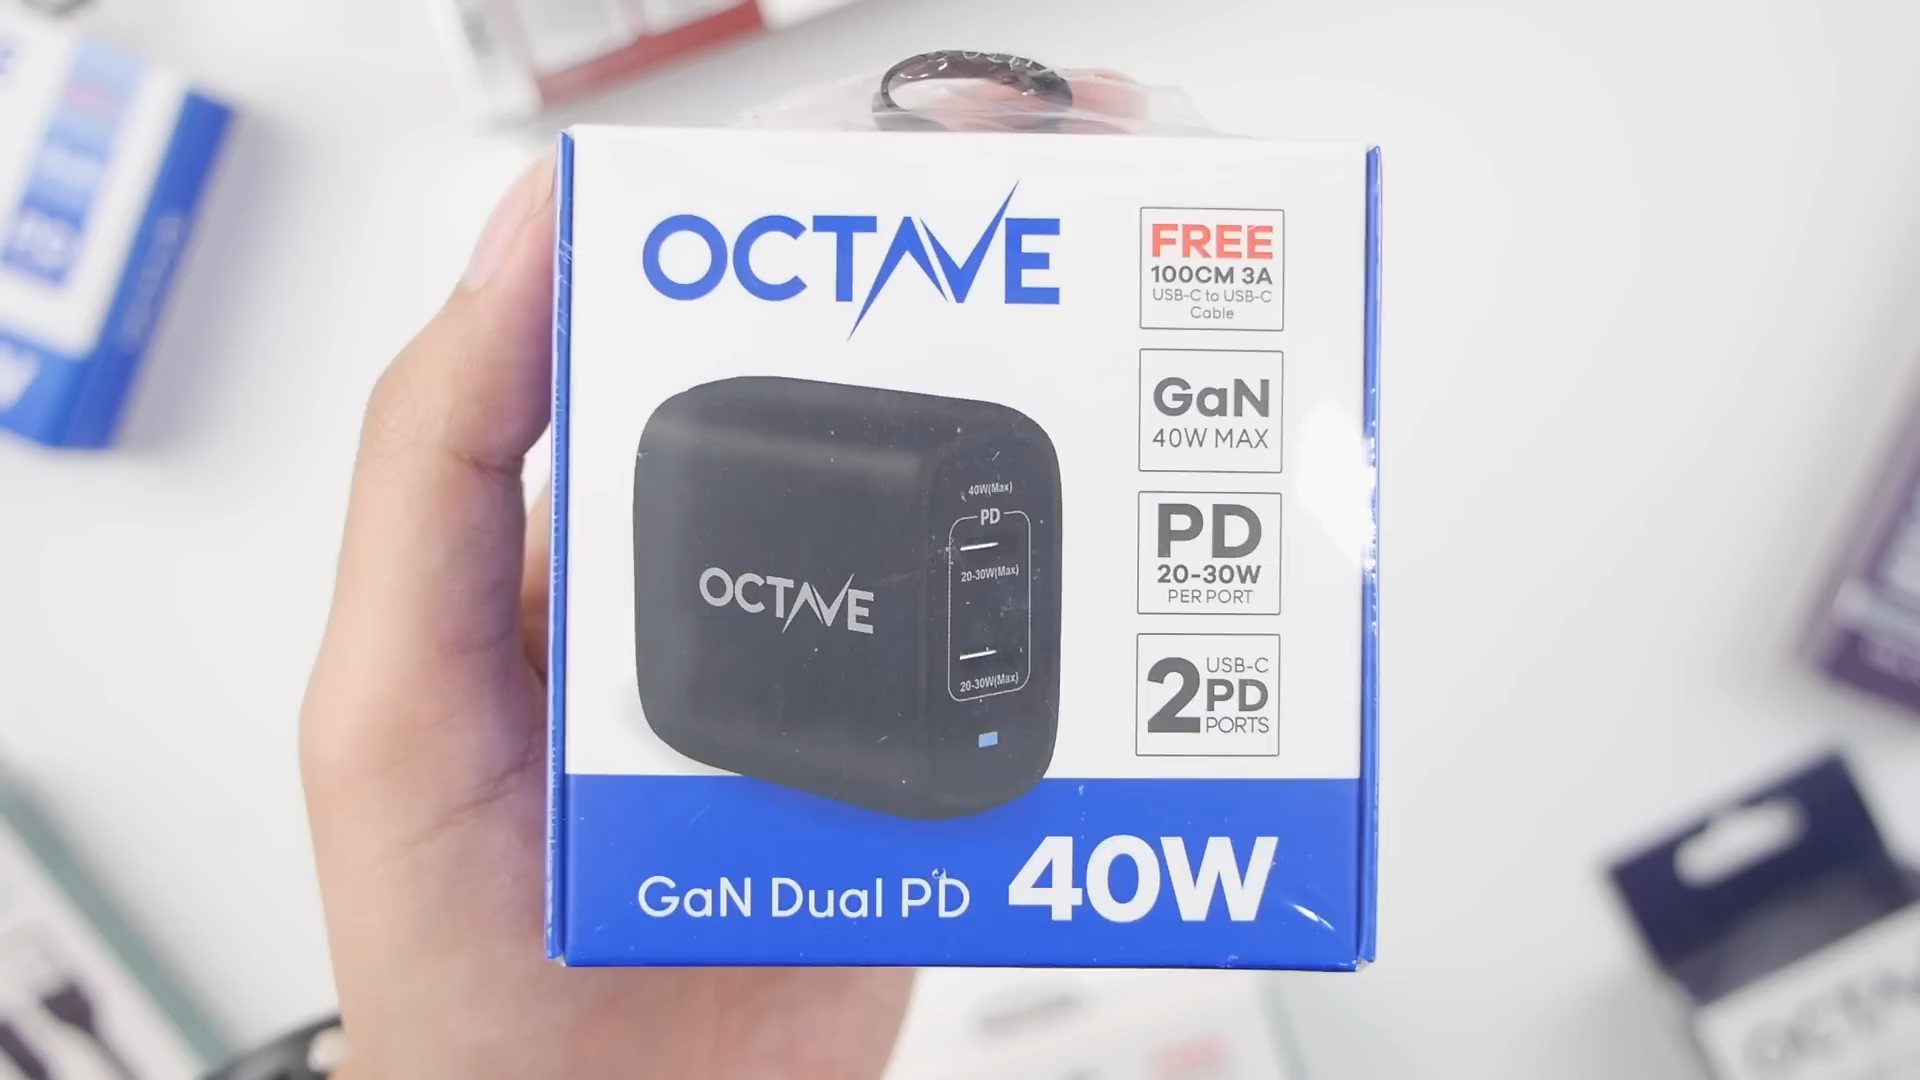 OCTAVE
FREE
100CM 3A
USB-C to USB-C
Cable
GaN
40W MAX
PD
20-30W
PER PORT
2 USB-C
PD
PORTS
40W(Max)
PD
20-30W(Max)
20-30W(Max)
OCTAVE
GaN Dual PD 40W